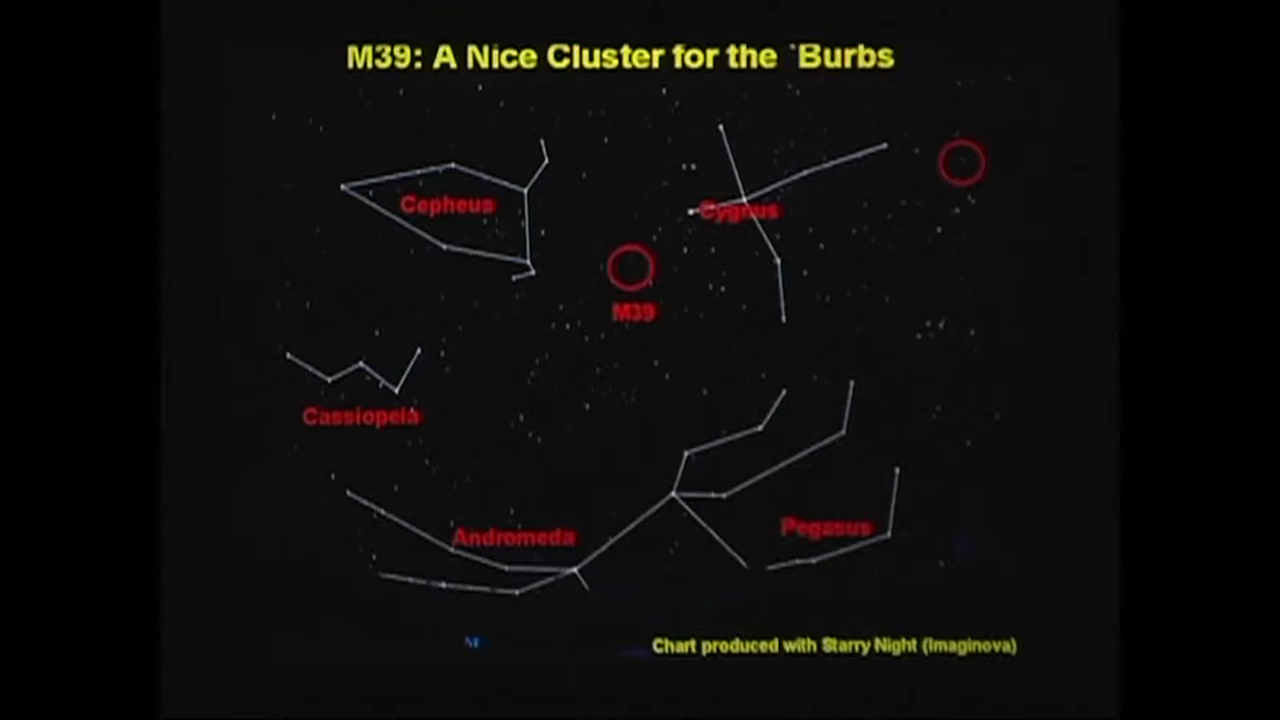 M39: A Nice Cluster for the `Burbs
Cepheus
Cygnus
M39
Cassiopeia
Andromeda
Pegasus
Chart produced with Starry Night (Imaginova)